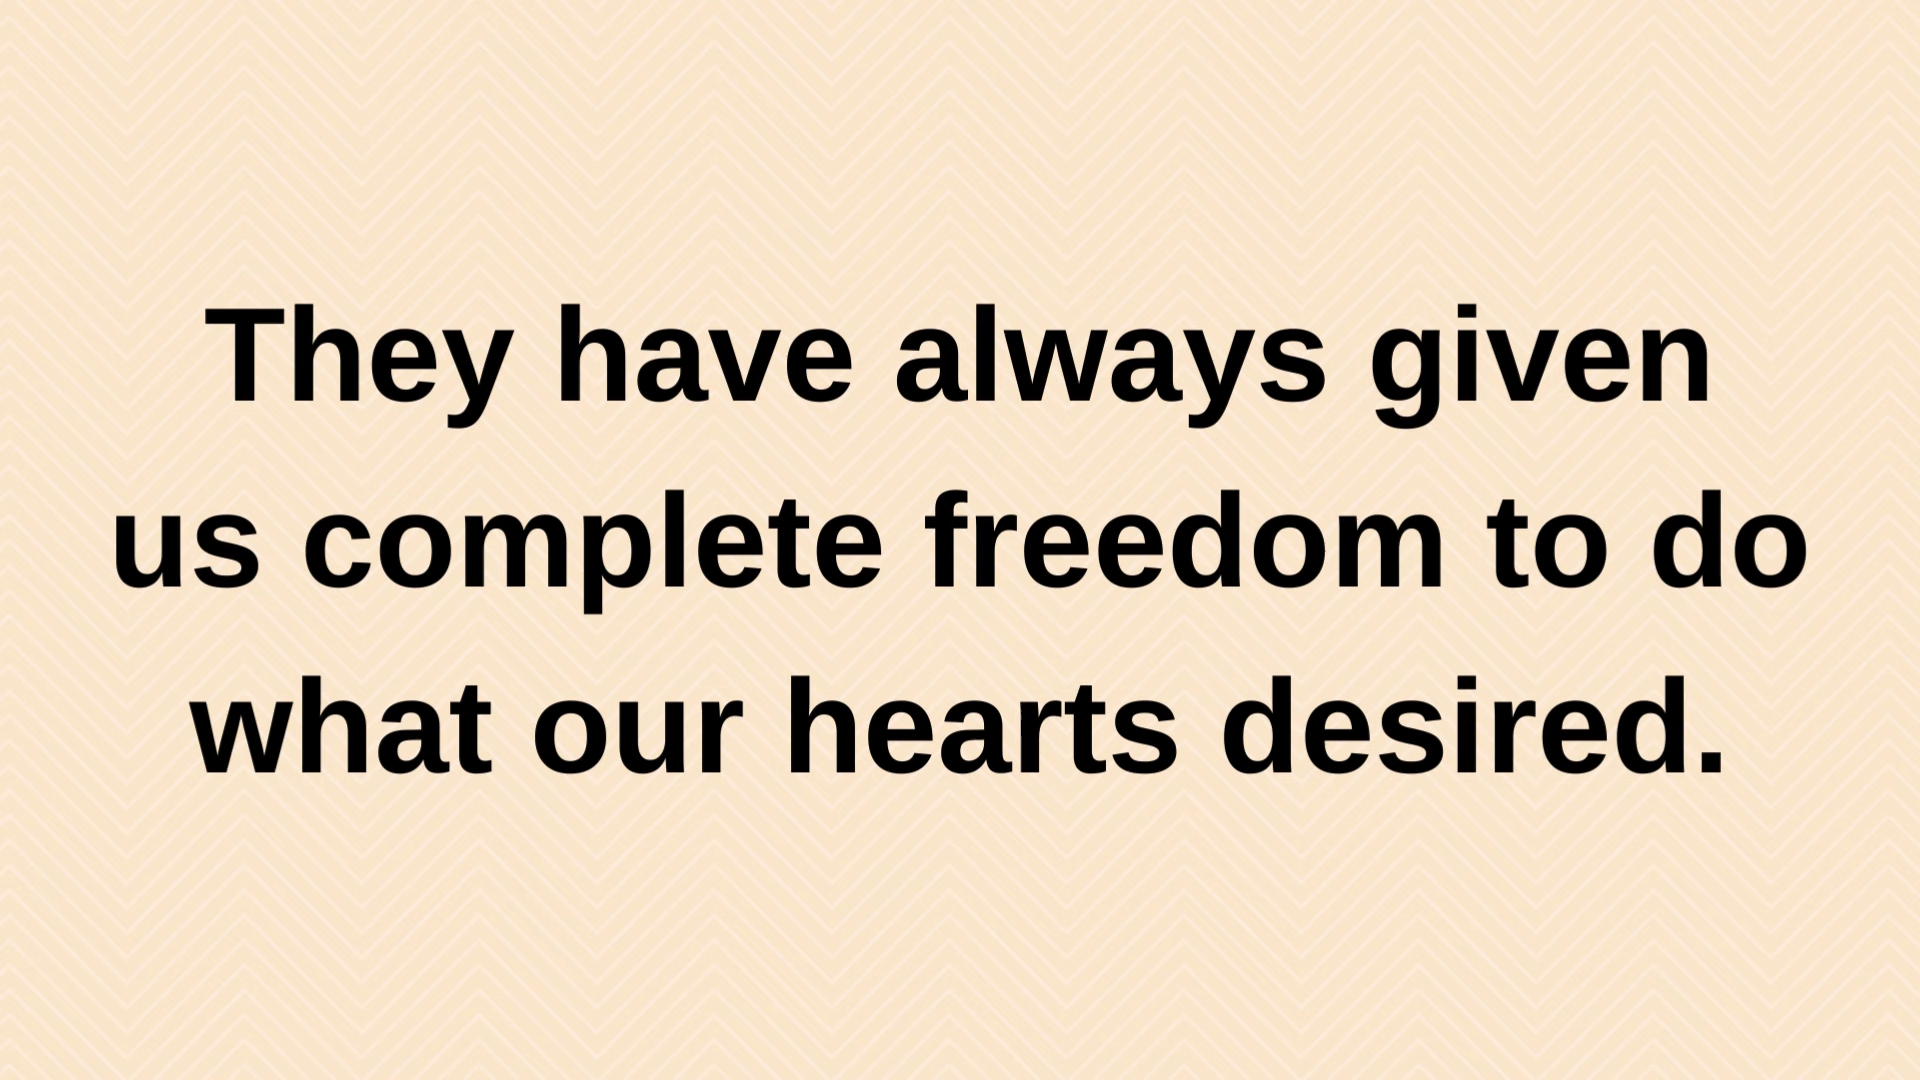 They have always given
us complete freedom to do
what our hearts desired.